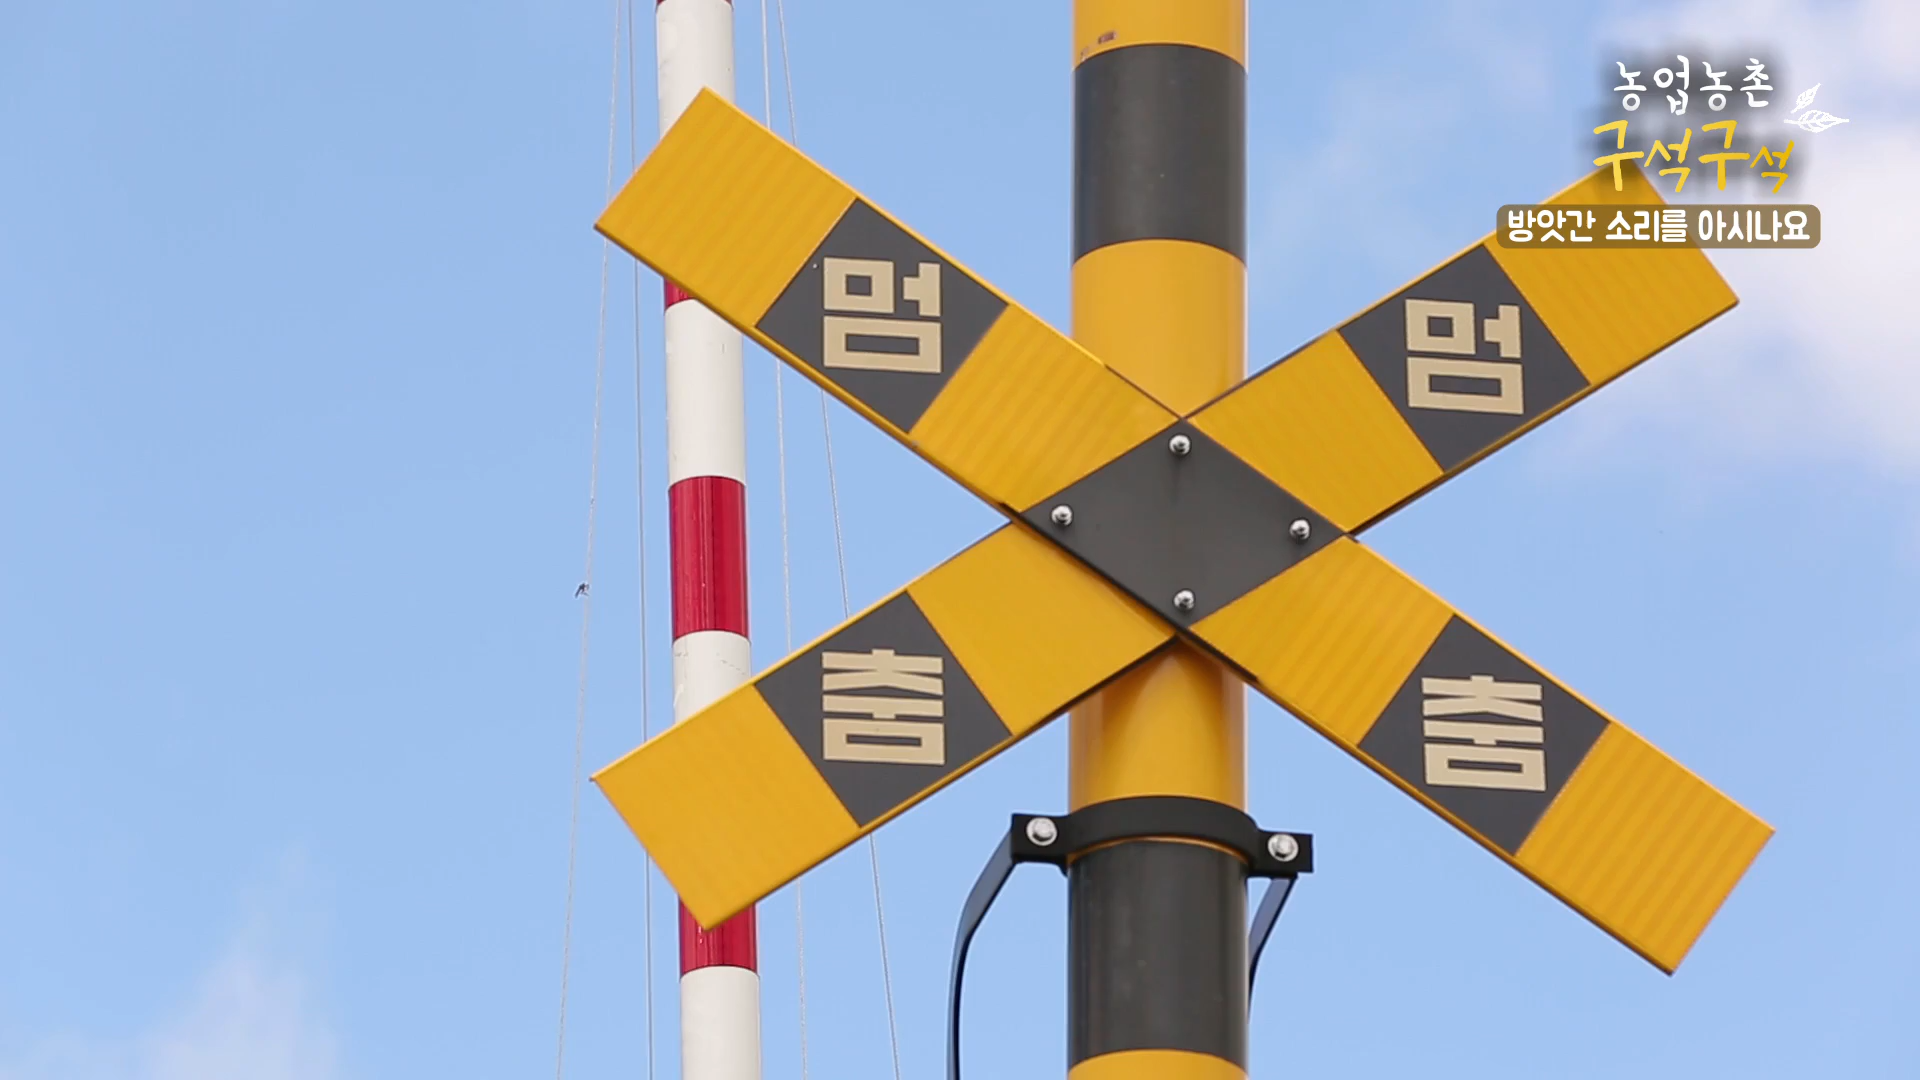 농업농촌
구석구석
방앗간 소리를 아시나요
멈 멈
춤 춤